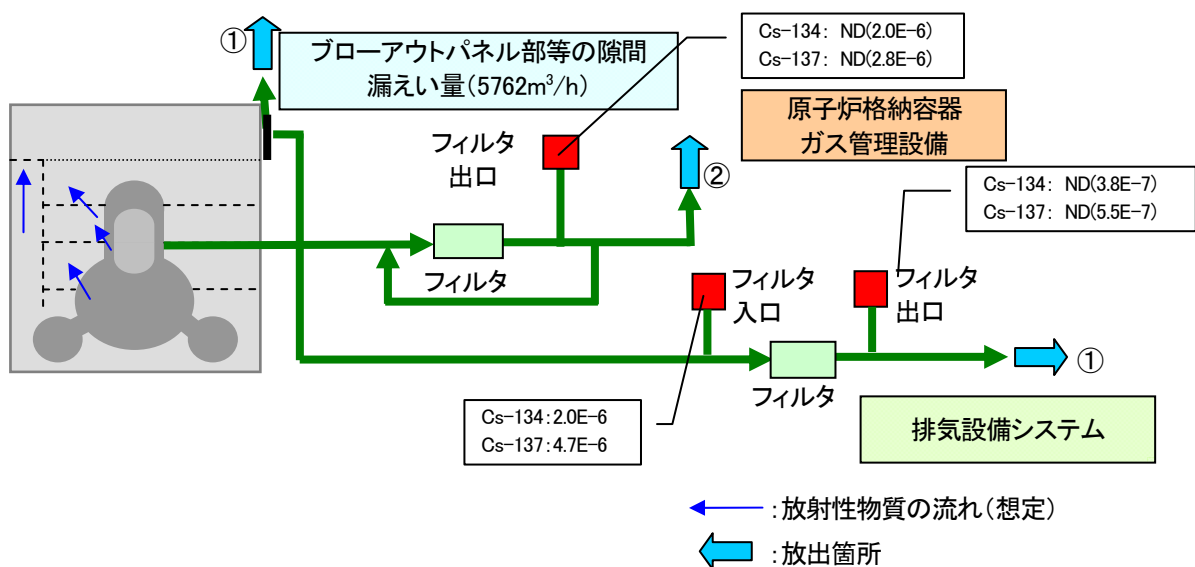 ①
ブローアウトパネル部等の隙間
漏えい量(5762m³/h)
Cs-134: ND(2.0E-6)
Cs-137: ND(2.8E-6)
原子炉格納容器
ガス管理設備
フィルタ
出口
②
Cs-134: ND(3.8E-7)
Cs-137: ND(5.5E-7)
フィルタ
フィルタ
入口
フィルタ
出口
フィルタ
①
Cs-134:2.0E-6
Cs-137:4.7E-6
排気設備システム
:放射性物質の流れ(想定)
:放出箇所